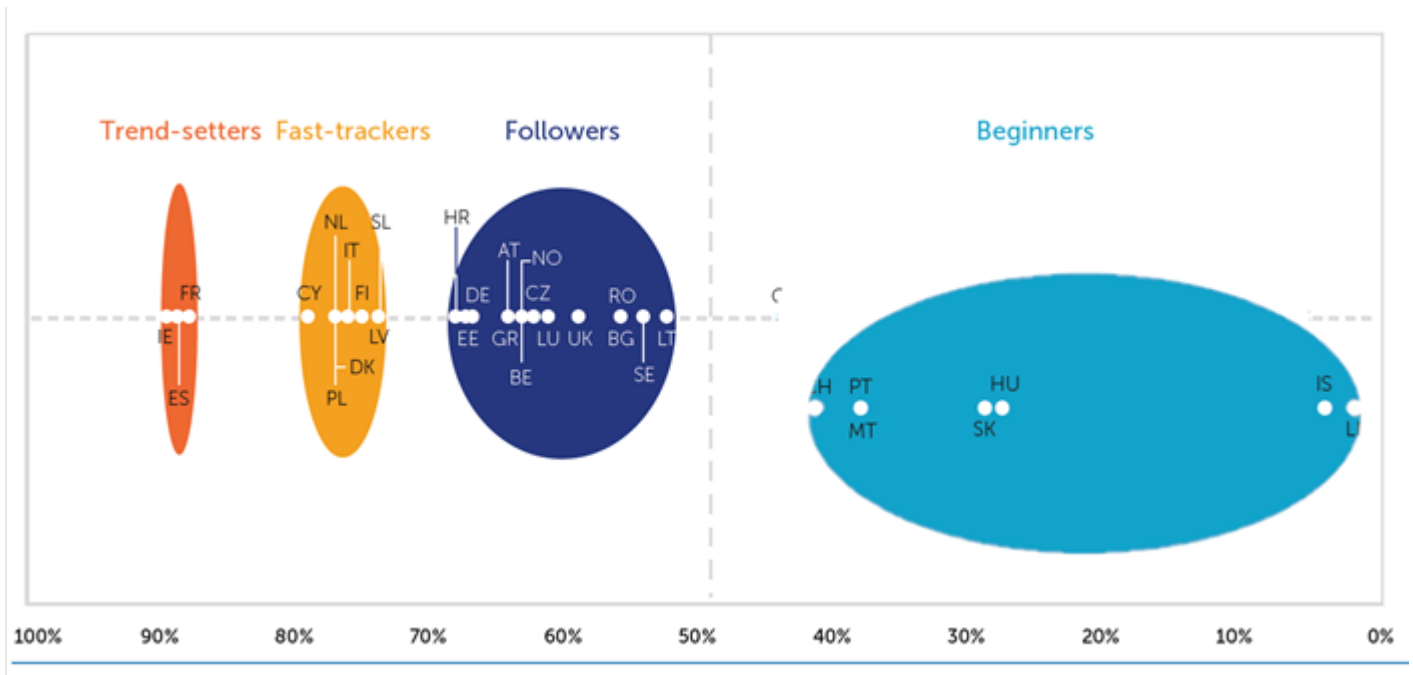 Trend-setters Fast-trackers Followers Beginners
NL SL HR
IT AT NO
FR CY FI DE CZ RO
IE LV EE GR LU UK BG LT
DK BE SE
ES PL
PT HU IS
MT SK
100% 90% 80% 70% 60% 50% 40% 30% 20% 10% 0%